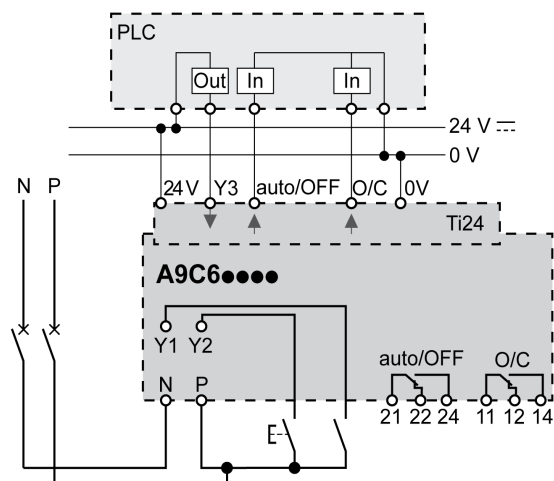 PLC
Out In In
24 V
0 V
N P
24V Y3 auto/OFF O/C 0V
Ti24
A9C6●●●●
Y1 Y2
auto/OFF O/C
N P
21 22 24 11 12 14